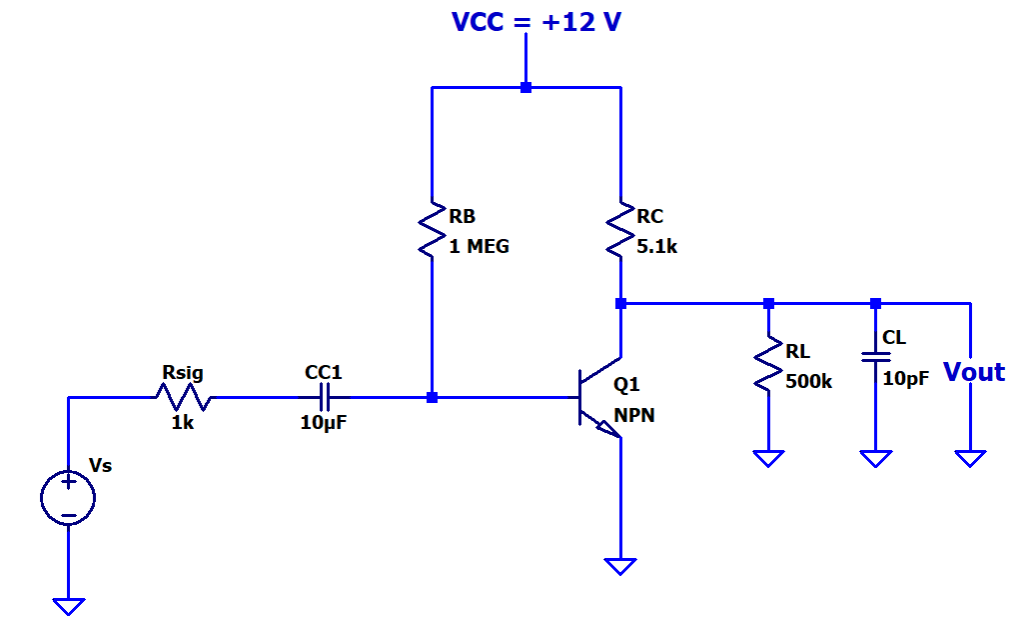 VCC = +12 V
RB
1 MEG
RC
5.1k
Rsig
1k
CC1
10µF
Q1
NPN
RL
500k
CL
10pF
Vout
Vs